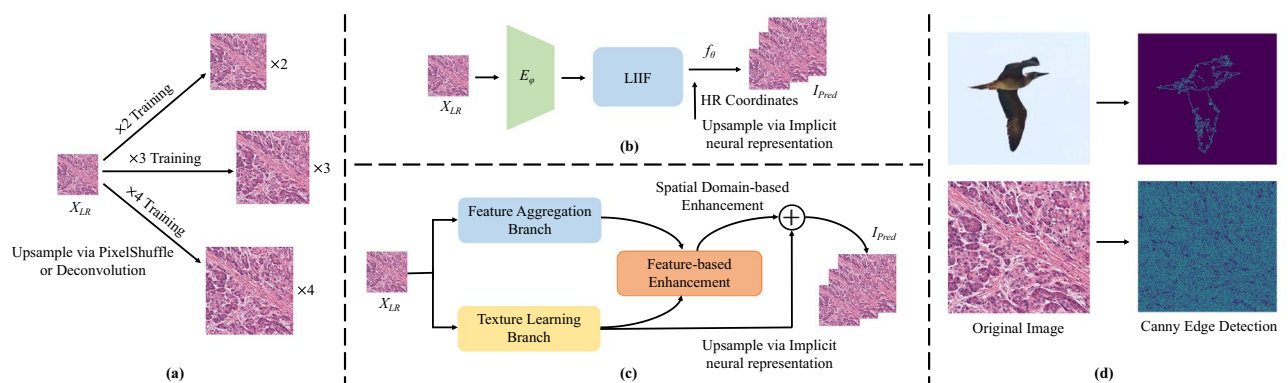 ×2
×2 Training
×3 Training
×3
X_LR
×4 Training
Upsample via PixelShuffle
or Deconvolution
×4
(a)
X_LR
E_φ
LIIF
f_θ
HR Coordinates
I_Pred
Upsample via Implicit
neural representation
(b)
Spatial Domain-based
Enhancement
Feature Aggregation
Branch
I_Pred
Feature-based
Enhancement
X_LR
Texture Learning
Branch
Upsample via Implicit
neural representation
(c)
Original Image
Canny Edge Detection
(d)